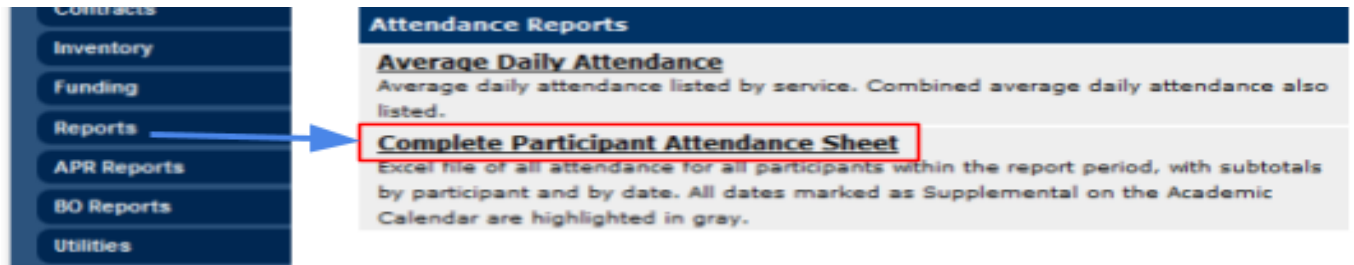 Contracts
Inventory
Funding
Reports
APR Reports
BO Reports
Utilities
Attendance Reports
Average Daily Attendance
Average daily attendance listed by service. Combined average daily attendance also
listed.
Complete Participant Attendance Sheet
Excel file of all attendance for all participants within the report period, with subtotals
by participant and by date. All dates marked as Supplemental on the Academic
Calendar are highlighted in gray.